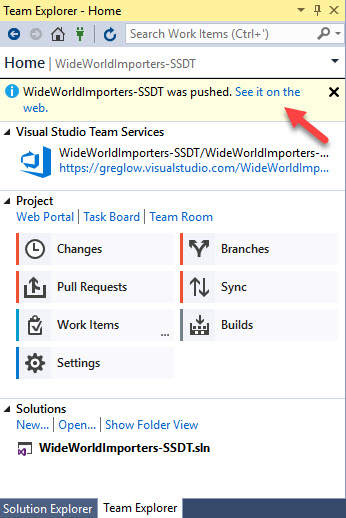 Team Explorer - Home
Search Work Items (Ctrl+')
Home | WideWorldImporters-SSDT
WideWorldImporters-SSDT was pushed. See it on the
web.
Visual Studio Team Services
WideWorldImporters-SSDT/WideWorldImporters-...
https://greglow.visualstudio.com/WideWorldImp...
Project
Web Portal | Task Board | Team Room
Changes
Branches
Pull Requests
Sync
Work Items
...
Builds
Settings
Solutions
New... | Open... | Show Folder View
WideWorldImporters-SSDT.sln
Solution Explorer Team Explorer